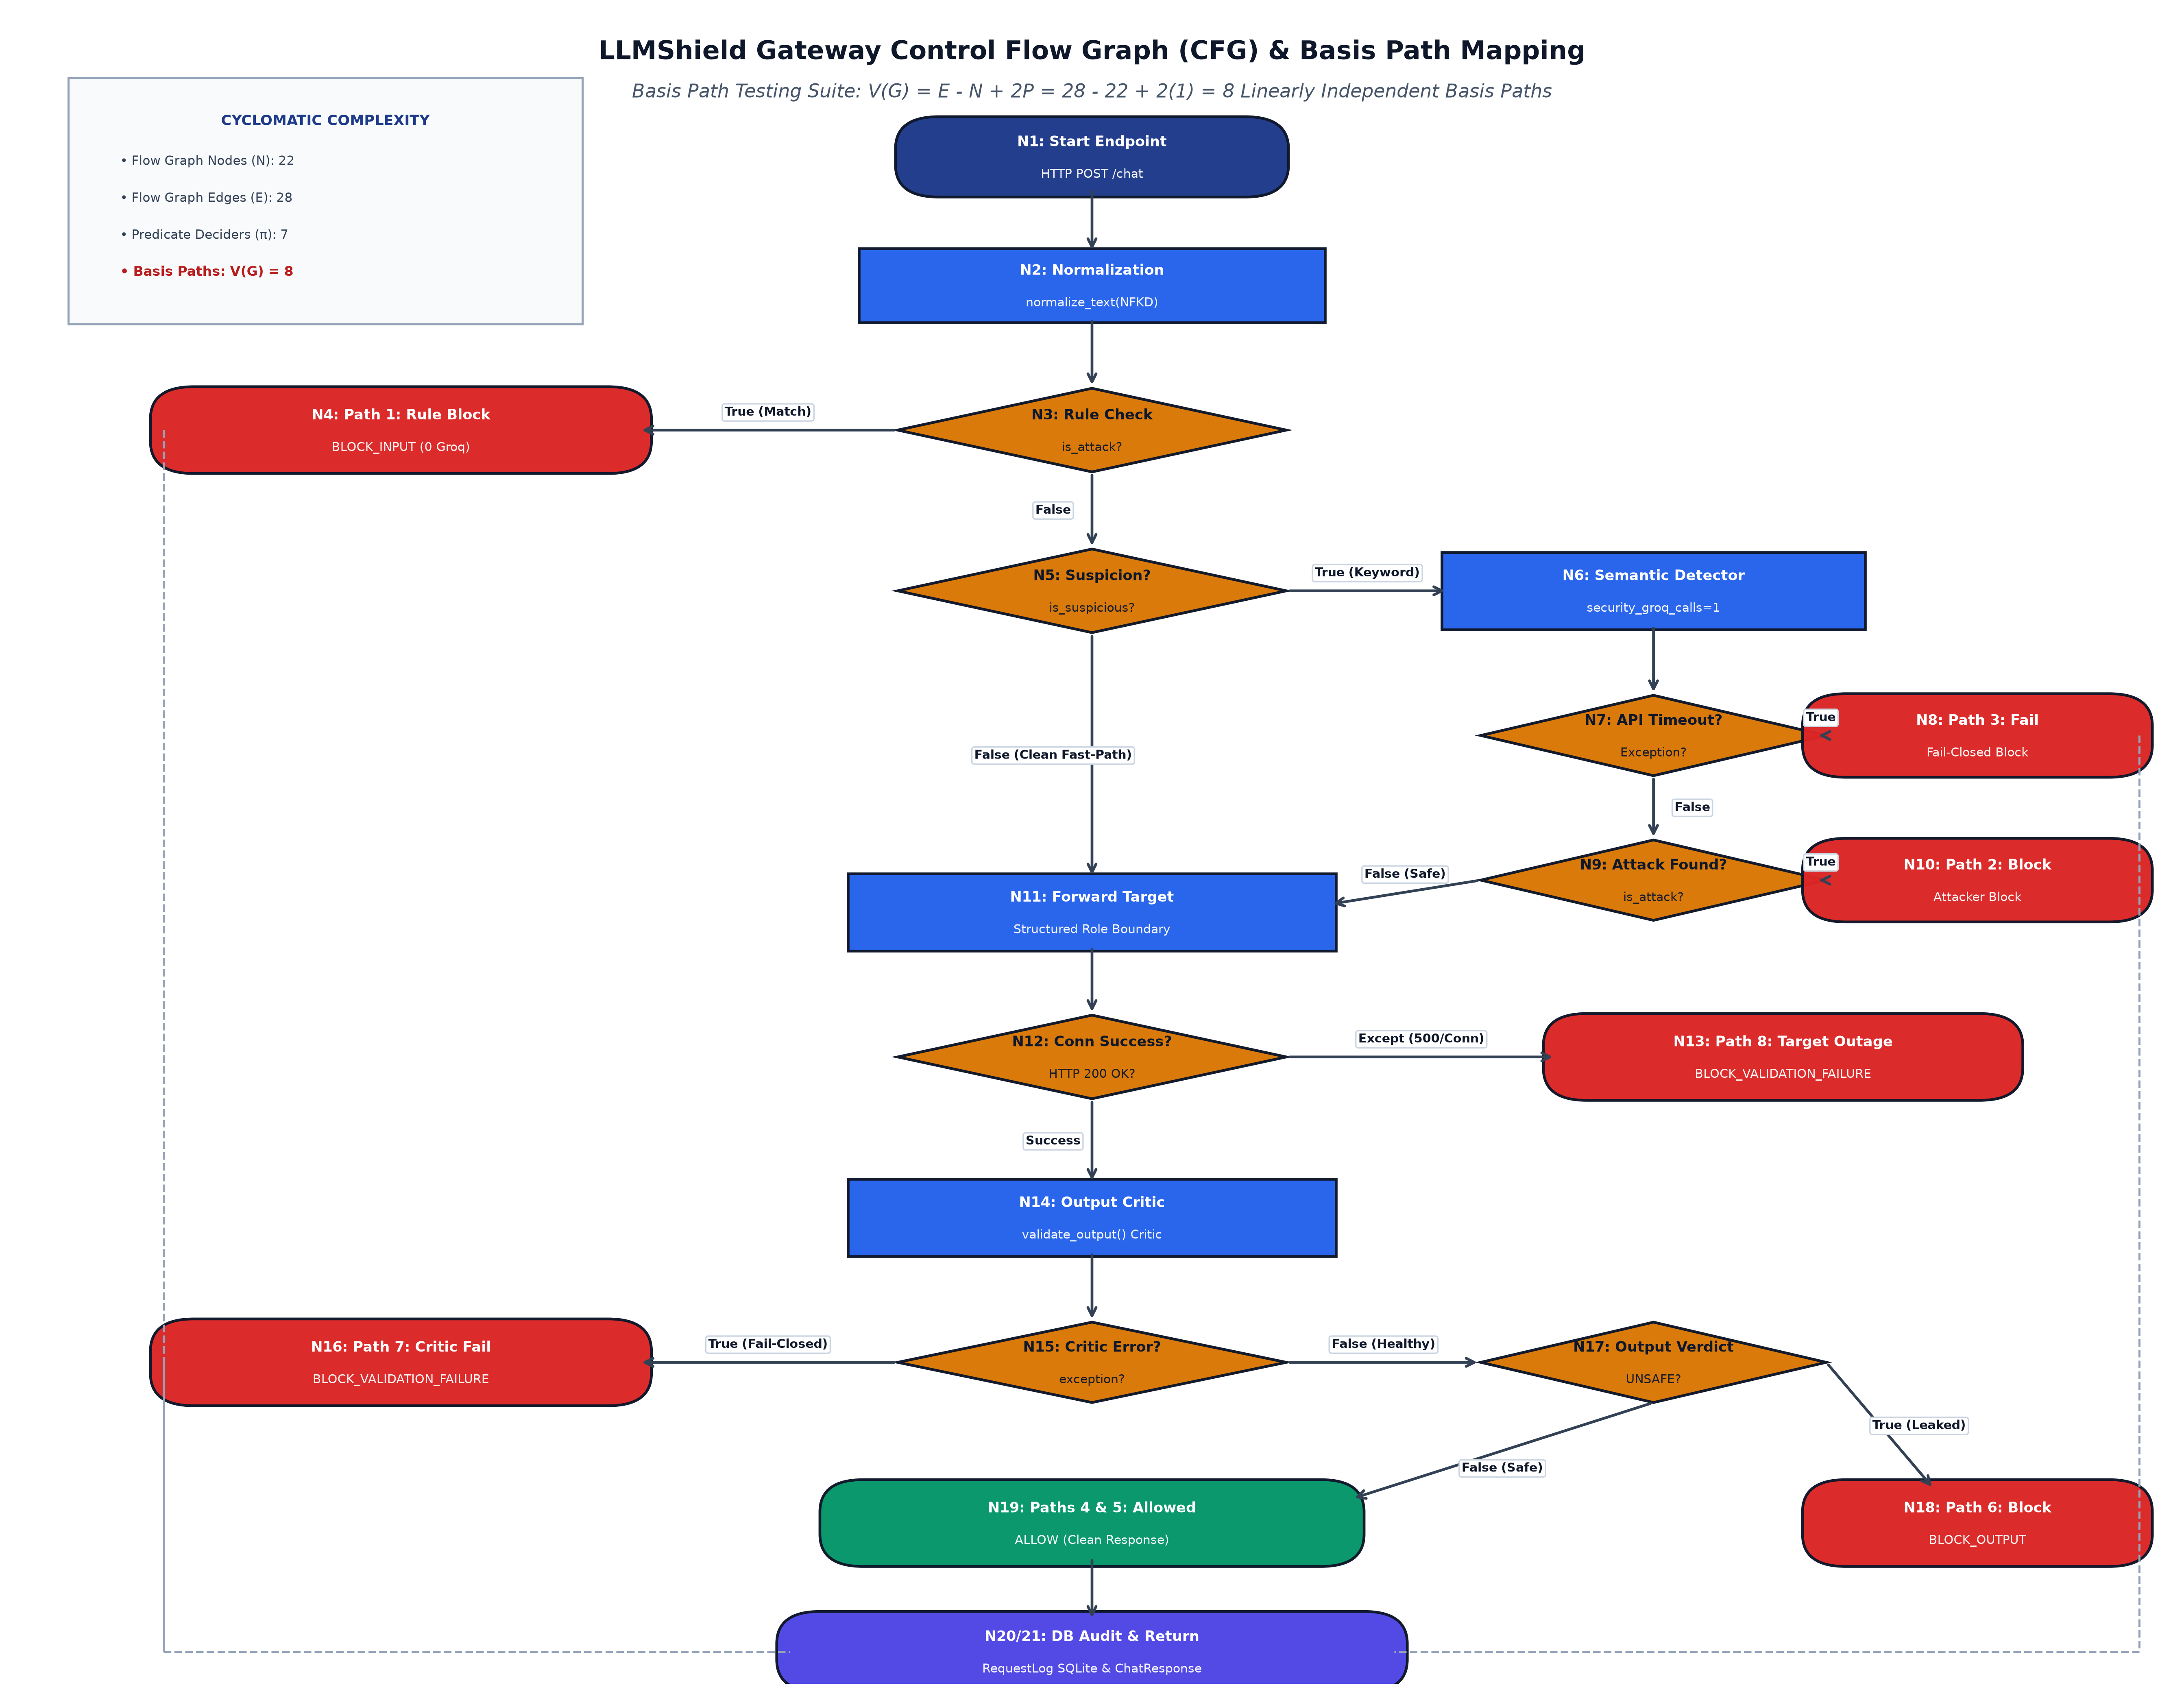 LLMShield Gateway Control Flow Graph (CFG) & Basis Path Mapping
Basis Path Testing Suite: V(G) = E - N + 2P = 28 - 22 + 2(1) = 8 Linearly Independent Basis Paths
CYCLOMATIC COMPLEXITY
• Flow Graph Nodes (N): 22
• Flow Graph Edges (E): 28
• Predicate Deciders (π): 7
• Basis Paths: V(G) = 8
N1: Start Endpoint
HTTP POST /chat
N2: Normalization
normalize_text(NFKD)
N3: Rule Check
is_attack?
True (Match)
N4: Path 1: Rule Block
BLOCK_INPUT (0 Groq)
False
N5: Suspicion?
is_suspicious?
True (Keyword)
N6: Semantic Detector
security_groq_calls=1
N7: API Timeout?
Exception?
True
N8: Path 3: Fail
Fail-Closed Block
False (Clean Fast-Path)
False
N9: Attack Found?
is_attack?
True
N10: Path 2: Block
Attacker Block
False (Safe)
N11: Forward Target
Structured Role Boundary
N12: Conn Success?
HTTP 200 OK?
Except (500/Conn)
N13: Path 8: Target Outage
BLOCK_VALIDATION_FAILURE
Success
N14: Output Critic
validate_output() Critic
N15: Critic Error?
exception?
True (Fail-Closed)
N16: Path 7: Critic Fail
BLOCK_VALIDATION_FAILURE
False (Healthy)
N17: Output Verdict
UNSAFE?
True (Leaked)
False (Safe)
N19: Paths 4 & 5: Allowed
ALLOW (Clean Response)
N18: Path 6: Block
BLOCK_OUTPUT
N20/21: DB Audit & Return
RequestLog SQLite & ChatResponse